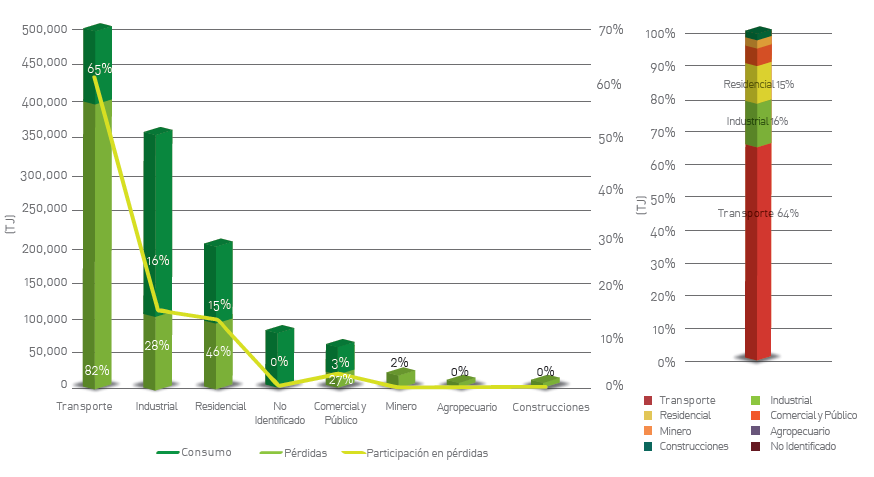 500,000
450,000
400,000
350,000
300,000
250,000
200,000
150,000
100,000
50,000
0
(TJ)
70%
60%
50%
40%
30%
20%
10%
0%
65%
82%
16%
28%
15%
46%
0%
3%
27%
2%
0%
0%
Transporte
Industrial
Residencial
No Identificado
Comercial y Público
Minero
Agropecuario
Construcciones
Consumo
Pérdidas
Participación en pérdidas
100%
90%
80%
70%
60%
50%
40%
30%
20%
10%
0%
(TJ)
Residencial 15%
Industrial 16%
Transporte 64%
Transporte
Industrial
Residencial
Comercial y Público
Minero
Agropecuario
Construcciones
No Identificado